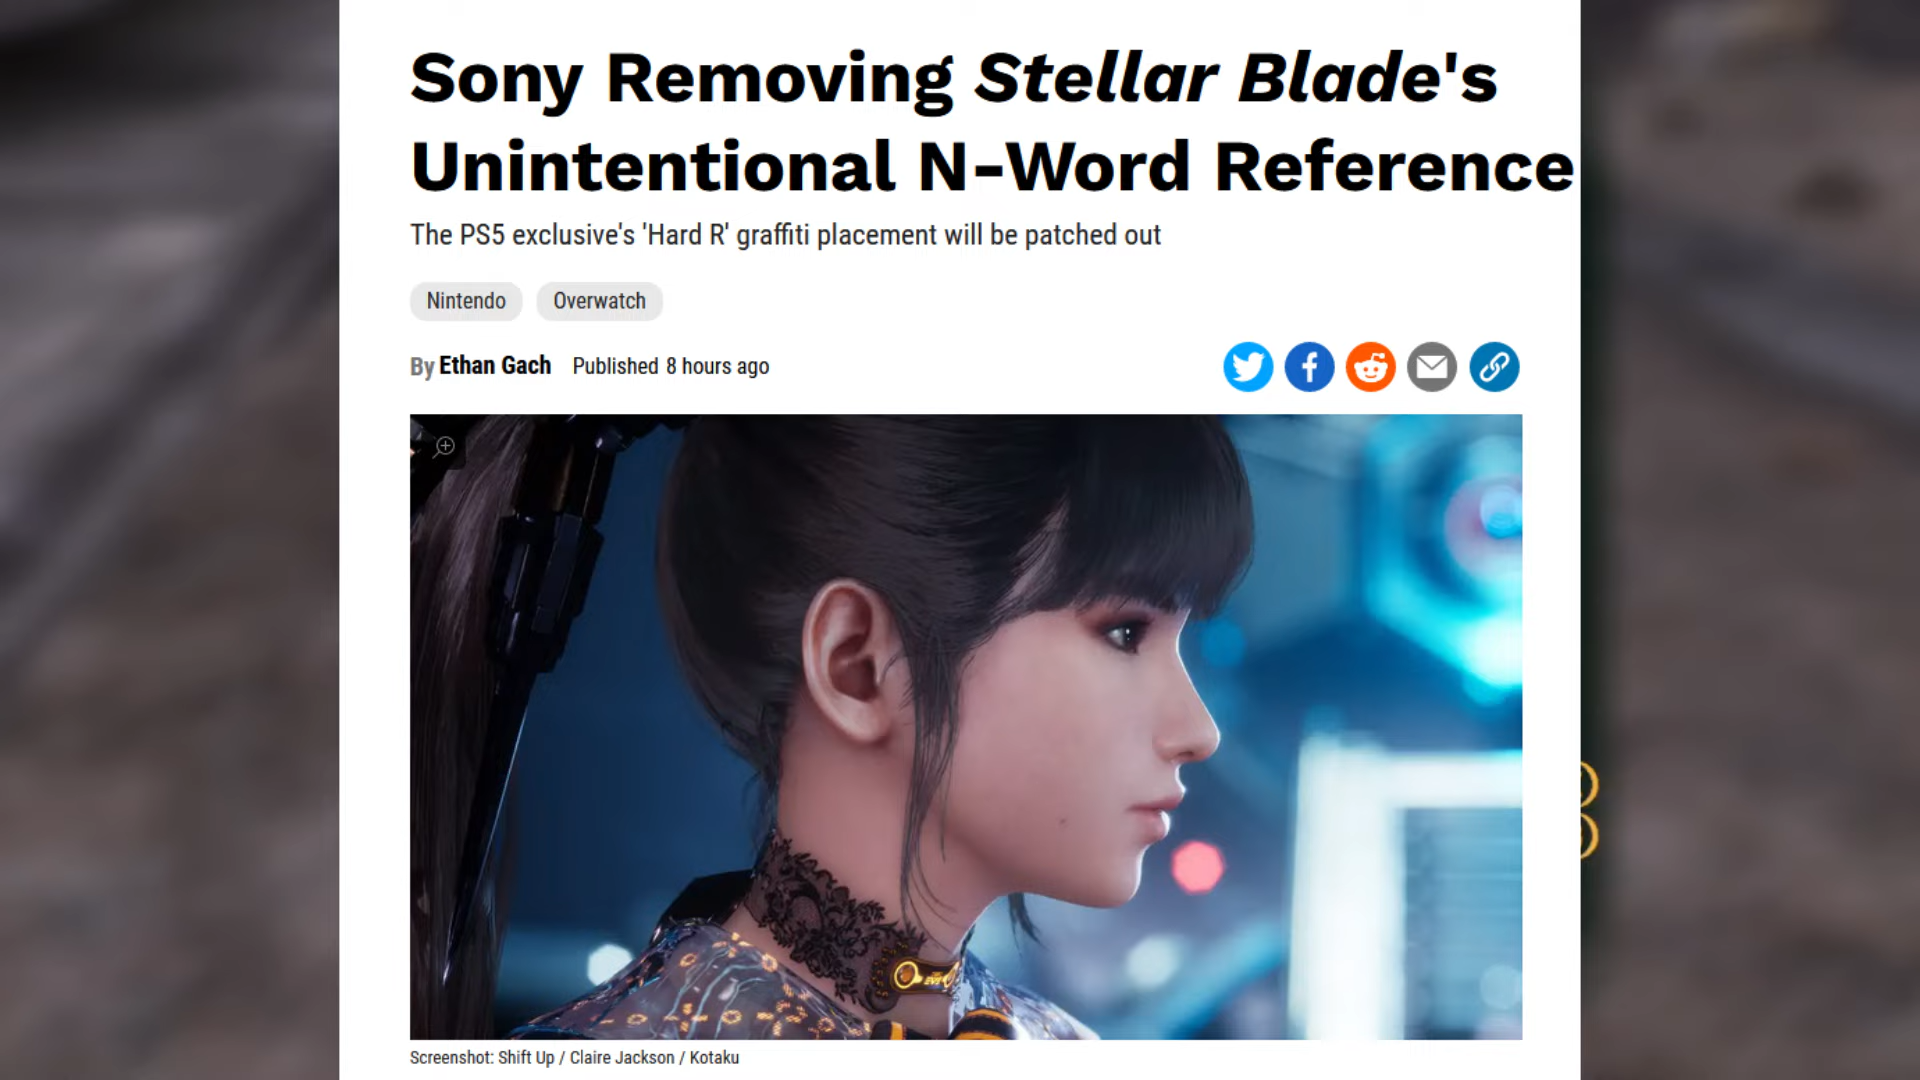 Sony Removing Stellar Blade's
Unintentional N-Word Reference
The PS5 exclusive's 'Hard R' graffiti placement will be patched out
Nintendo Overwatch
By Ethan Gach Published 8 hours ago
Screenshot: Shift Up / Claire Jackson / Kotaku